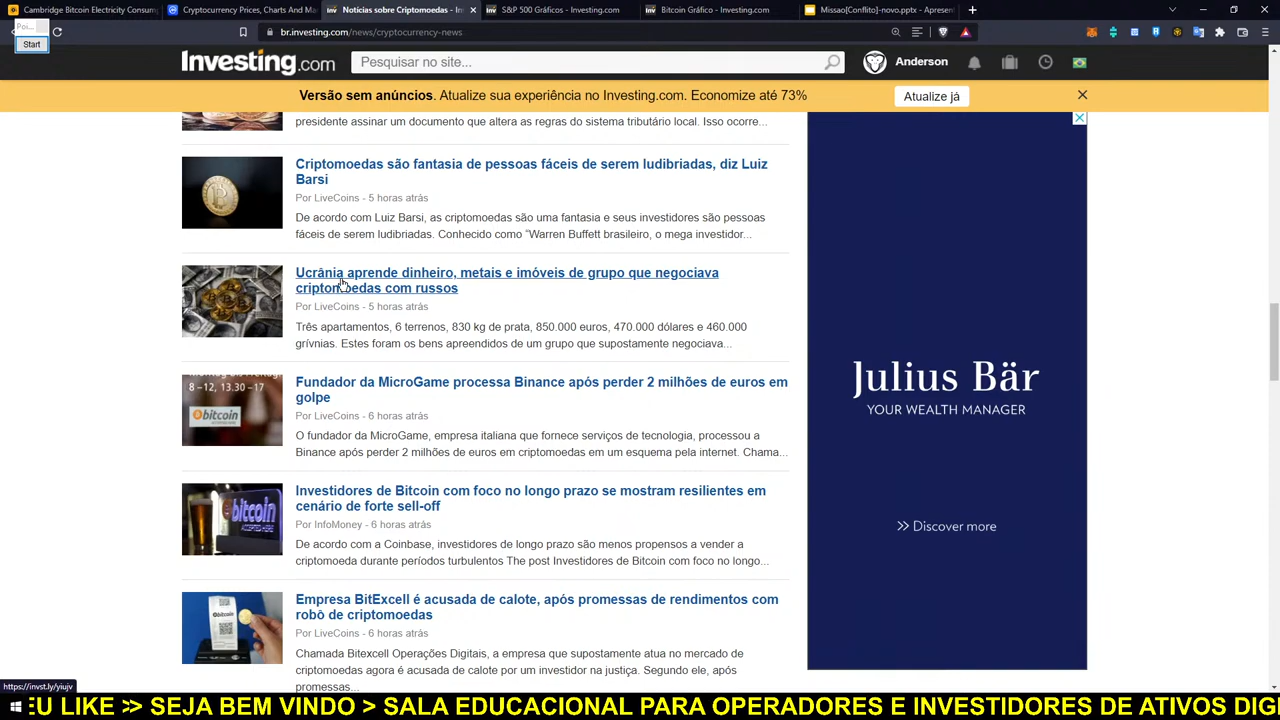 Cambridge Bitcoin Electricity Consum
Cryptocurrency Prices, Charts And Ma
Notícias sobre Criptomoedas - In
S&P 500 Gráficos - Investing.com
Bitcoin Gráfico - Investing.com
Missao[Conflito]-novo.pptx - Apresen
Start
br.investing.com/news/cryptocurrency-news
Investing.com
Pesquisar no site...
Anderson
Versão sem anúncios. Atualize sua experiência no Investing.com. Economize até 73%
Atualize já
presidente assinar um documento que altera as regras do sistema tributário local. Isso ocorre...
Criptomoedas são fantasia de pessoas fáceis de serem ludibriadas, diz Luiz
Barsi
Por LiveCoins - 5 horas atrás
De acordo com Luiz Barsi, as criptomoedas são uma fantasia e seus investidores são pessoas
fáceis de serem ludibriadas. Conhecido como “Warren Buffett brasileiro, o mega investidor...
Ucrânia aprende dinheiro, metais e imóveis de grupo que negociava
criptomoedas com russos
Por LiveCoins - 5 horas atrás
Três apartamentos, 6 terrenos, 830 kg de prata, 850.000 euros, 470.000 dólares e 460.000
grívnias. Estes foram os bens apreendidos de um grupo que supostamente negociava...
8 –12, 13.30 -17
bitcoin
Fundador da MicroGame processa Binance após perder 2 milhões de euros em
golpe
Por LiveCoins - 6 horas atrás
O fundador da MicroGame, empresa italiana que fornece serviços de tecnologia, processou a
Binance após perder 2 milhões de euros em criptomoedas em um esquema pela internet. Chama...
bitcoin
Investidores de Bitcoin com foco no longo prazo se mostram resilientes em
cenário de forte sell-off
Por InfoMoney - 6 horas atrás
De acordo com a Coinbase, investidores de longo prazo são menos propensos a vender a
criptomoeda durante períodos turbulentos The post Investidores de Bitcoin com foco no longo...
bitcoin
Empresa BitExcell é acusada de calote, após promessas de rendimentos com
robô de criptomoedas
Por LiveCoins - 6 horas atrás
Chamada Bitexcell Operações Digitais, a empresa que supostamente atua no mercado de
criptomoedas agora é acusada de calote por um investidor na justiça. Segundo ele, após
promessas...
Julius Bär
YOUR WEALTH MANAGER
>> Discover more
https://invst.ly/yiujv
EU LIKE >> SEJA BEM VINDO > SALA EDUCACIONAL PARA OPERADORES E INVESTIDORES DE ATIVOS DIG